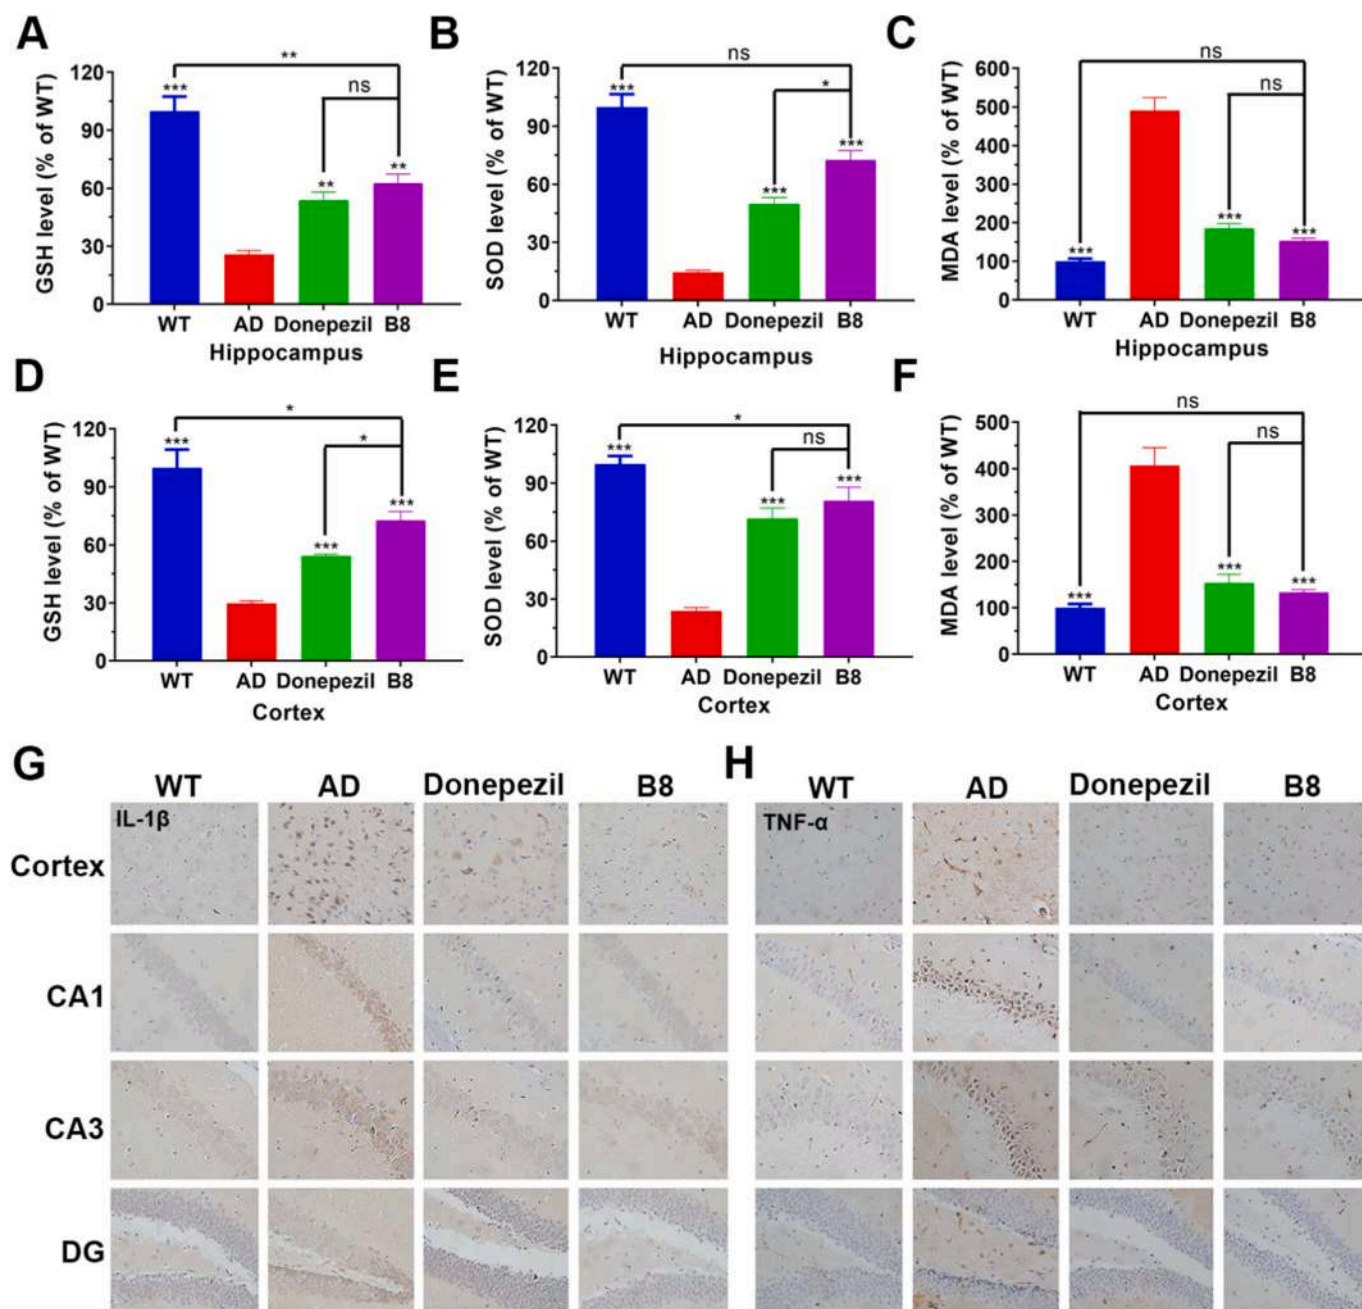 A
GSH level (% of WT)
120
90
60
30
0
**
ns
***
**
**
WT AD Donepezil B8
Hippocampus
B
SOD level (% of WT)
120
90
60
30
0
ns
*
***
***
***
WT AD Donepezil B8
Hippocampus
C
MDA level (% of WT)
600
500
400
300
200
100
0
ns
ns
***
***
***
WT AD Donepezil B8
Hippocampus
D
GSH level (% of WT)
120
90
60
30
0
*
*
***
***
***
WT AD Donepezil B8
Cortex
E
SOD level (% of WT)
120
90
60
30
0
*
ns
***
***
***
WT AD Donepezil B8
Cortex
F
MDA level (% of WT)
500
400
300
200
100
0
ns
ns
***
***
***
WT AD Donepezil B8
Cortex
G
WT AD Donepezil B8
IL-1β
Cortex
CA1
CA3
DG
H
WT AD Donepezil B8
TNF-α